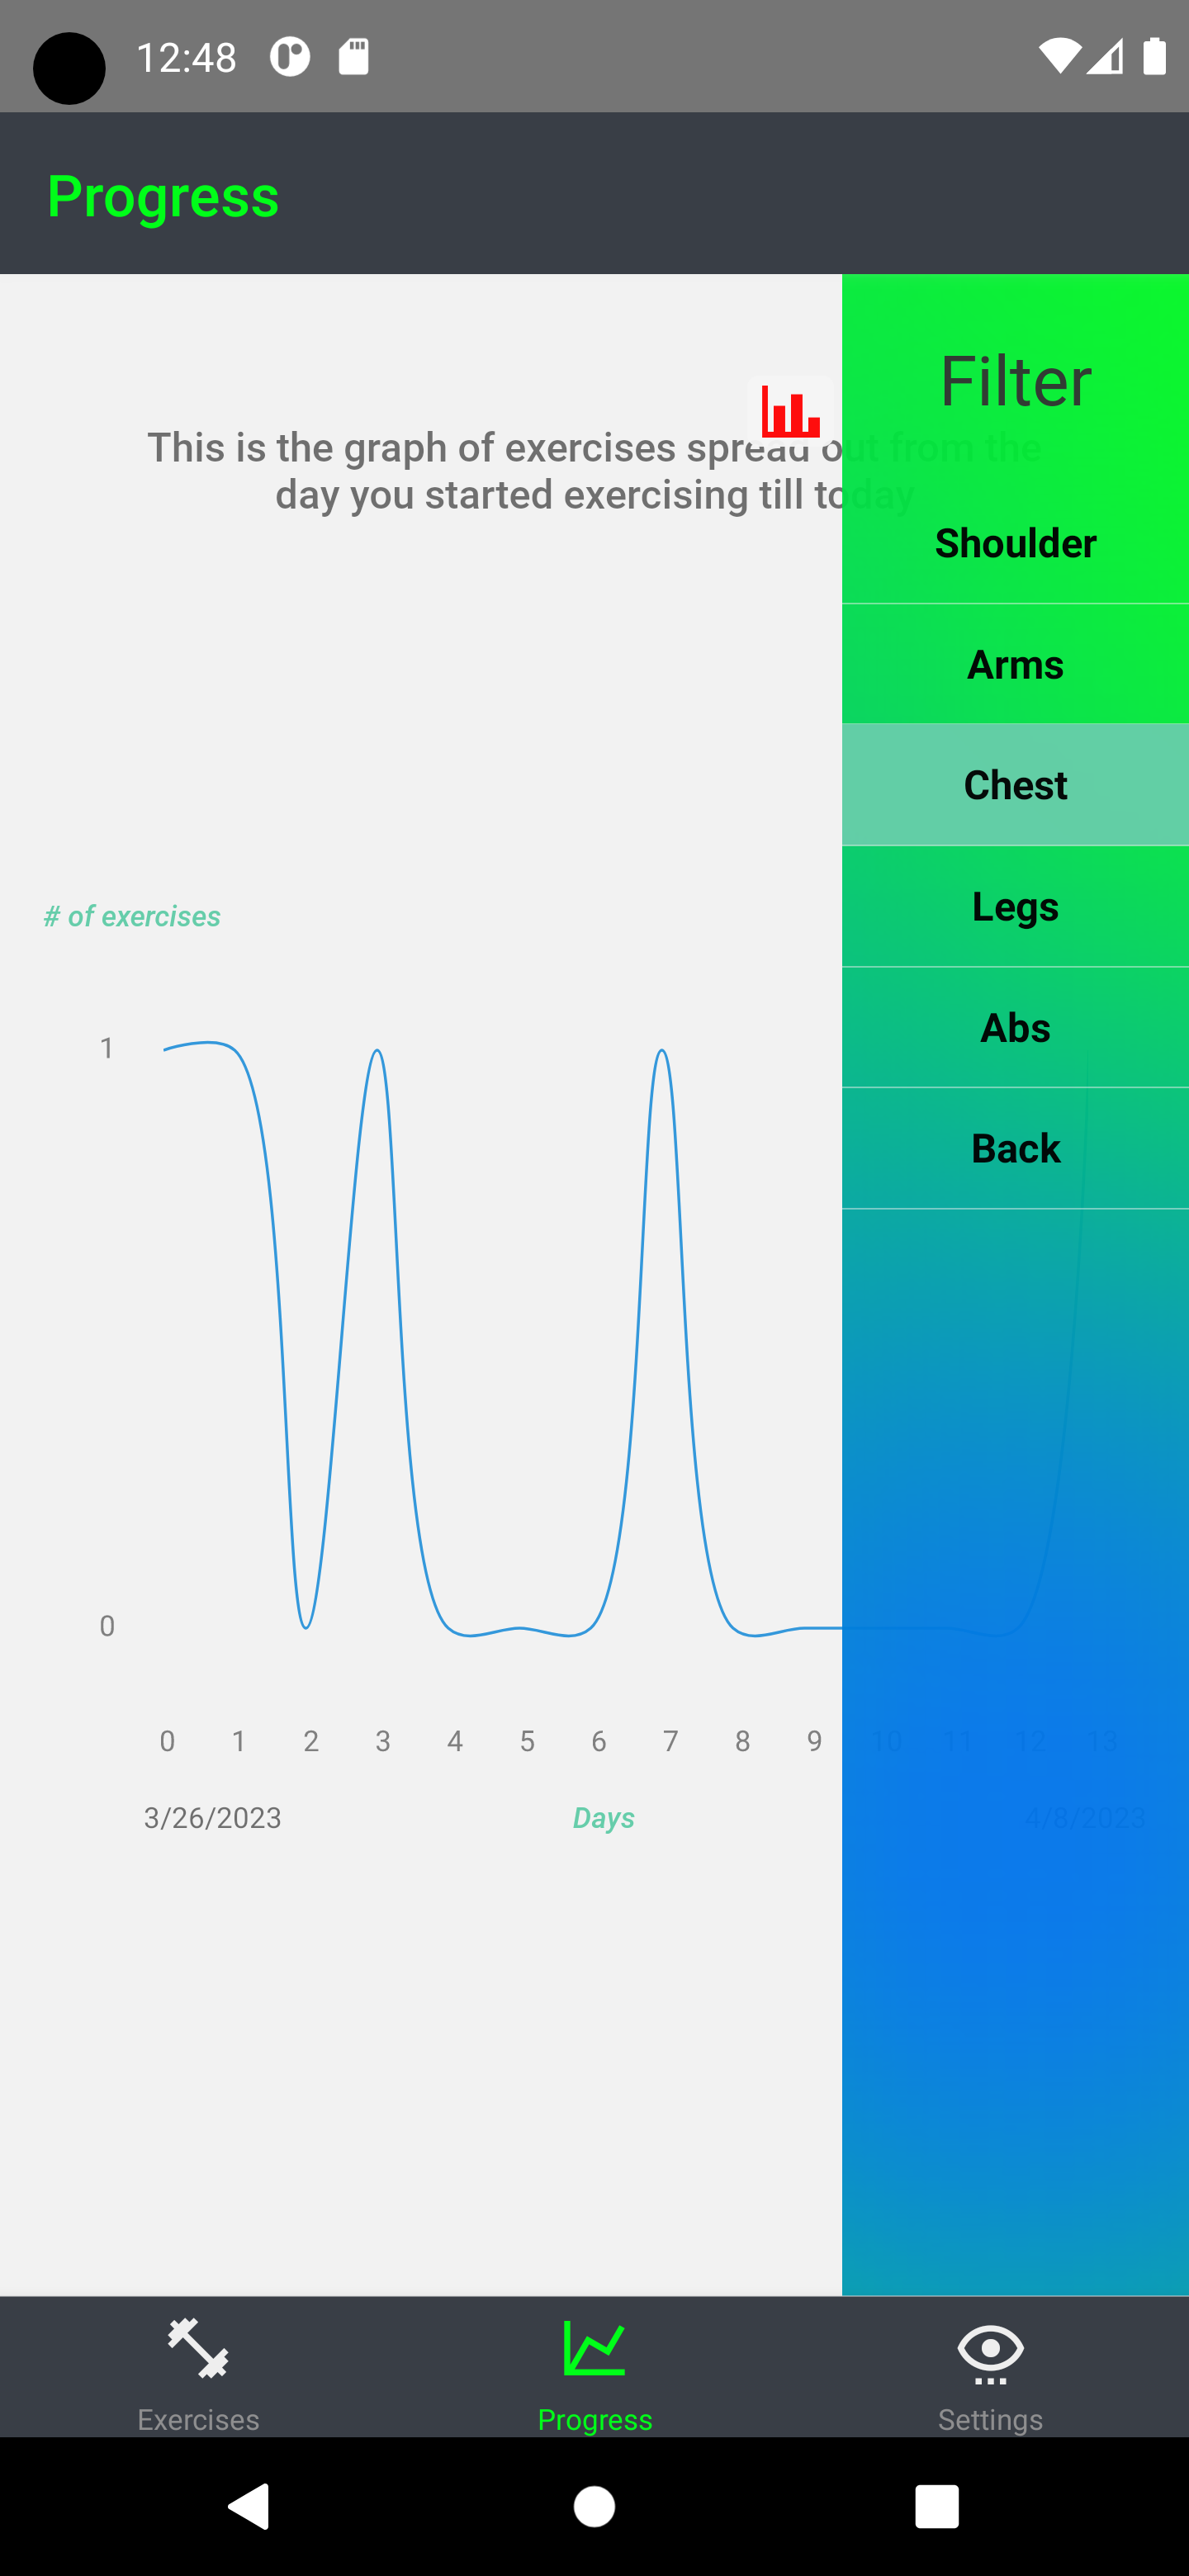 12:48
Progress
Filter
This is the graph of exercises spread out from the
day you started exercising till today
Shoulder
Arms
Chest
Legs
# of exercises
Abs
1
Back
0
0 1 2 3 4 5 6 7 8 9 10 11 12 13
3/26/2023 Days 4/8/2023
Exercises Progress Settings